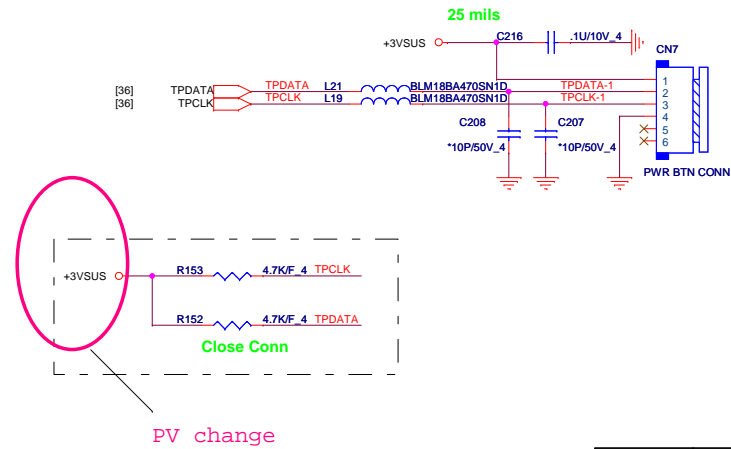 25 mils
+3VSUS
C216
.1U/10V_4
CN7
[36]
TPDATA
TPDATA
L21
BLM18BA470SN1D
TPDATA-1
[36]
TPCLK
TPCLK
L19
BLM18BA470SN1D
TPCLK-1
1
2
3
4
5
6
C208
*10P/50V_4
C207
*10P/50V_4
PWR BTN CONN
+3VSUS
R153
4.7K/F_4
TPCLK
R152
4.7K/F_4
TPDATA
Close Conn
PV change